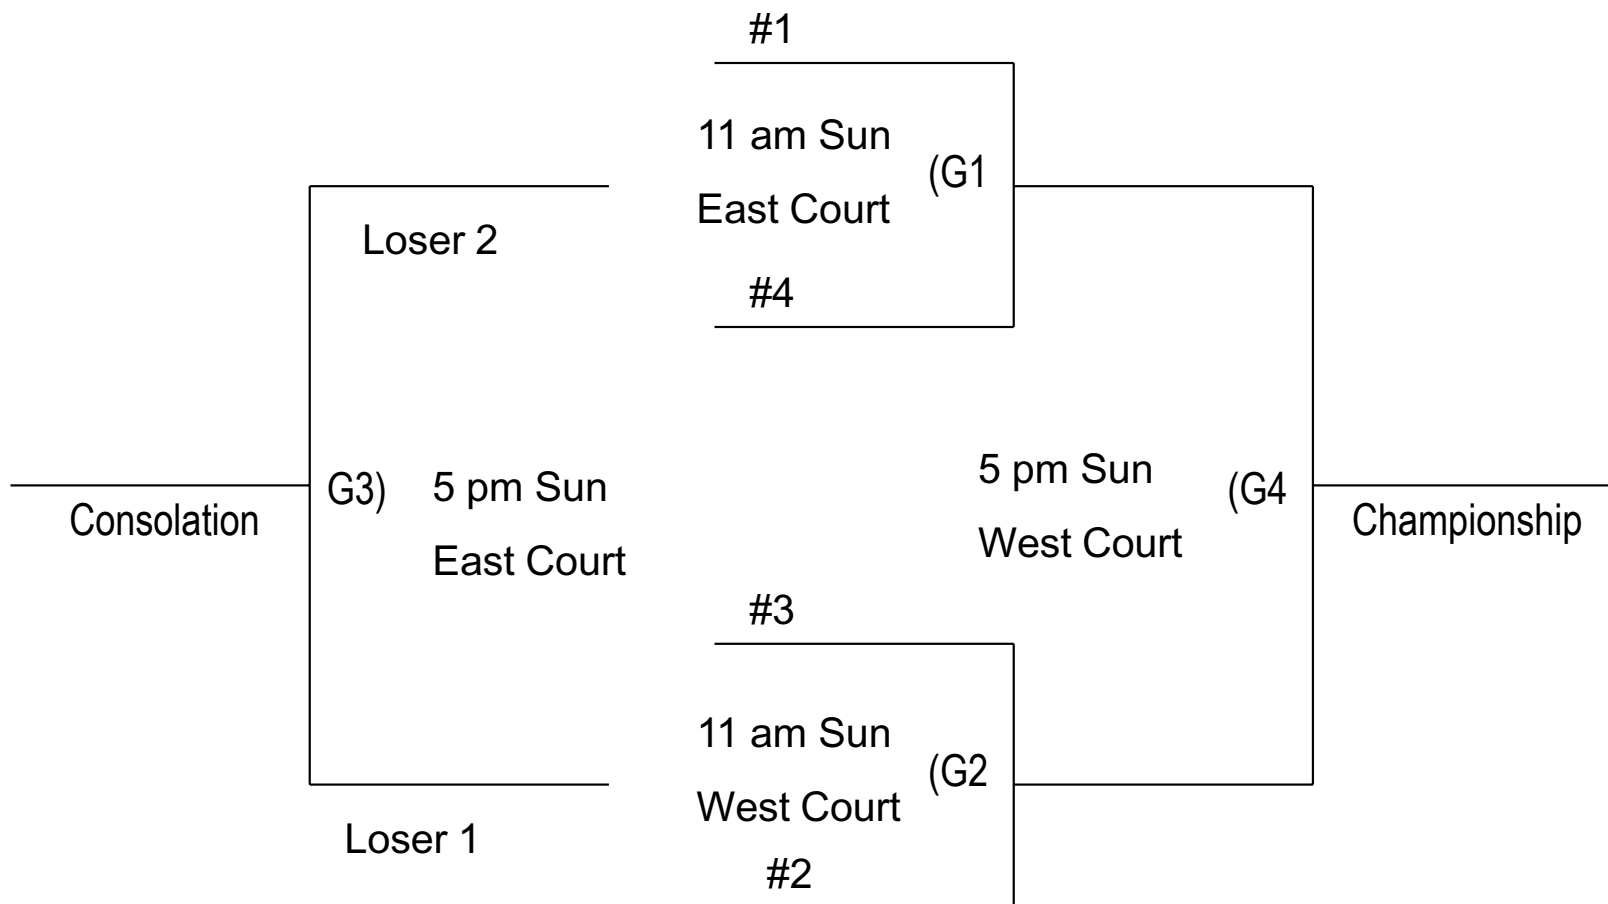 #1
11 am Sun
(G1
East Court
Loser 2
#4
G3)
5 pm Sun
5 pm Sun
(G4
Consolation
Championship
East Court
West Court
#3
11 am Sun
(G2
West Court
Loser 1
#2